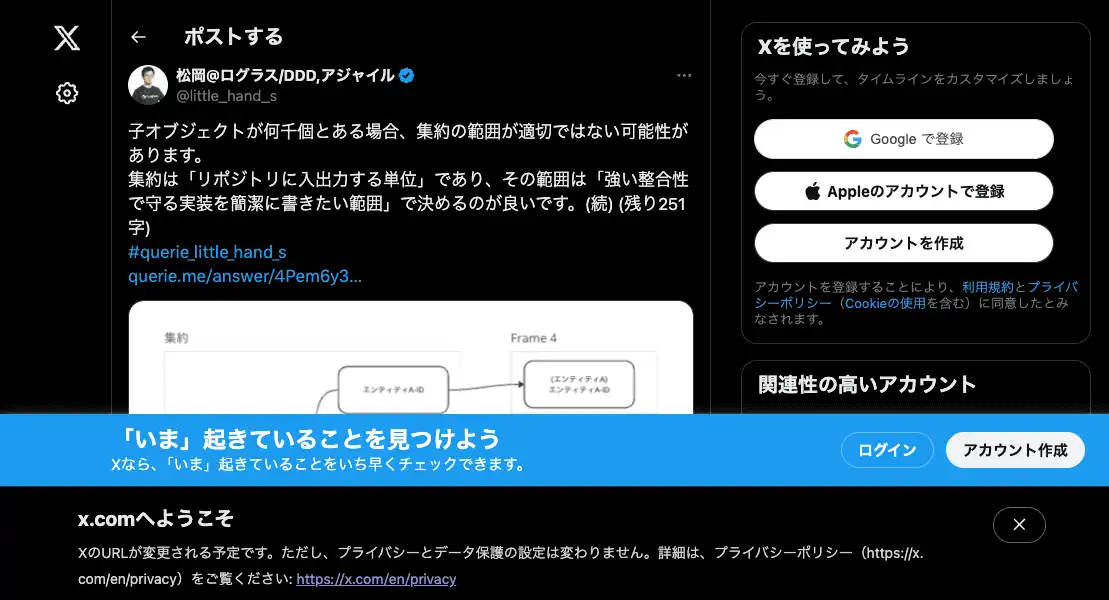 ポストする
松岡@ログラス/DDD,アジャイル
@little_hand_s
子オブジェクトが何千個とある場合、集約の範囲が適切ではない可能性が
あります。
集約は「リポジトリに入出力する単位」であり、その範囲は「強い整合性
で守る実装を簡潔に書きたい範囲」で決めるのが良いです。(続) (残り251
字)
#querie_little_hand_s
querie.me/answer/4Pem6y3...
集約
Frame 4
エンティティA-ID
(エンティティA)
エンティティA-ID
Xを使ってみよう
今すぐ登録して、タイムラインをカスタマイズしましょ
う。
Google で登録
Appleのアカウントで登録
アカウントを作成
アカウントを登録することにより、利用規約とプライバ
シーポリシー（Cookieの使用を含む）に同意したとみ
なされます。
関連性の高いアカウント
「いま」起きていることを見つけよう
Xなら、「いま」起きていることをいち早くチェックできます。
ログイン
アカウント作成
x.comへようこそ
XのURLが変更される予定です。ただし、プライバシーとデータ保護の設定は変わりません。詳細は、プライバシーポリシー（https://x.
com/en/privacy）をご覧ください: https://x.com/en/privacy